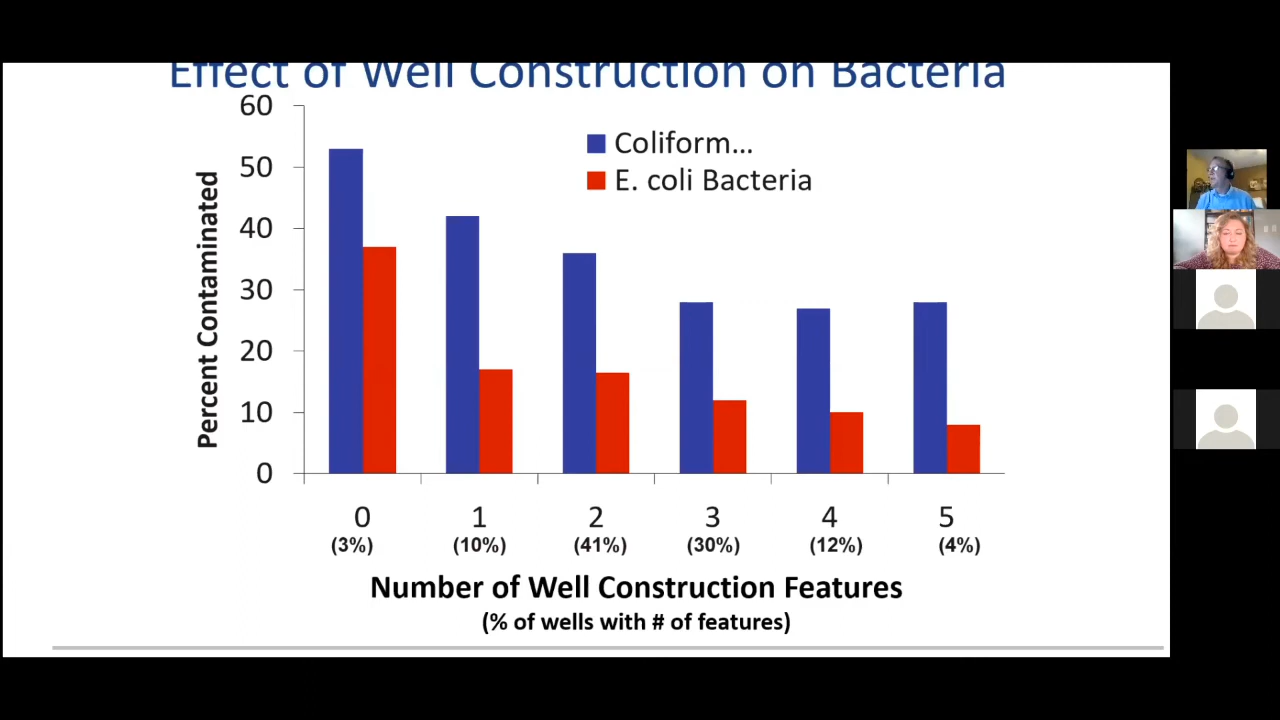 Effect of Well Construction on Bacteria
60
50
40
30
20
10
0
Percent Contaminated
Coliform...
E. coli Bacteria
0 1 2 3 4 5
(3%) (10%) (41%) (30%) (12%) (4%)
Number of Well Construction Features
(% of wells with # of features)